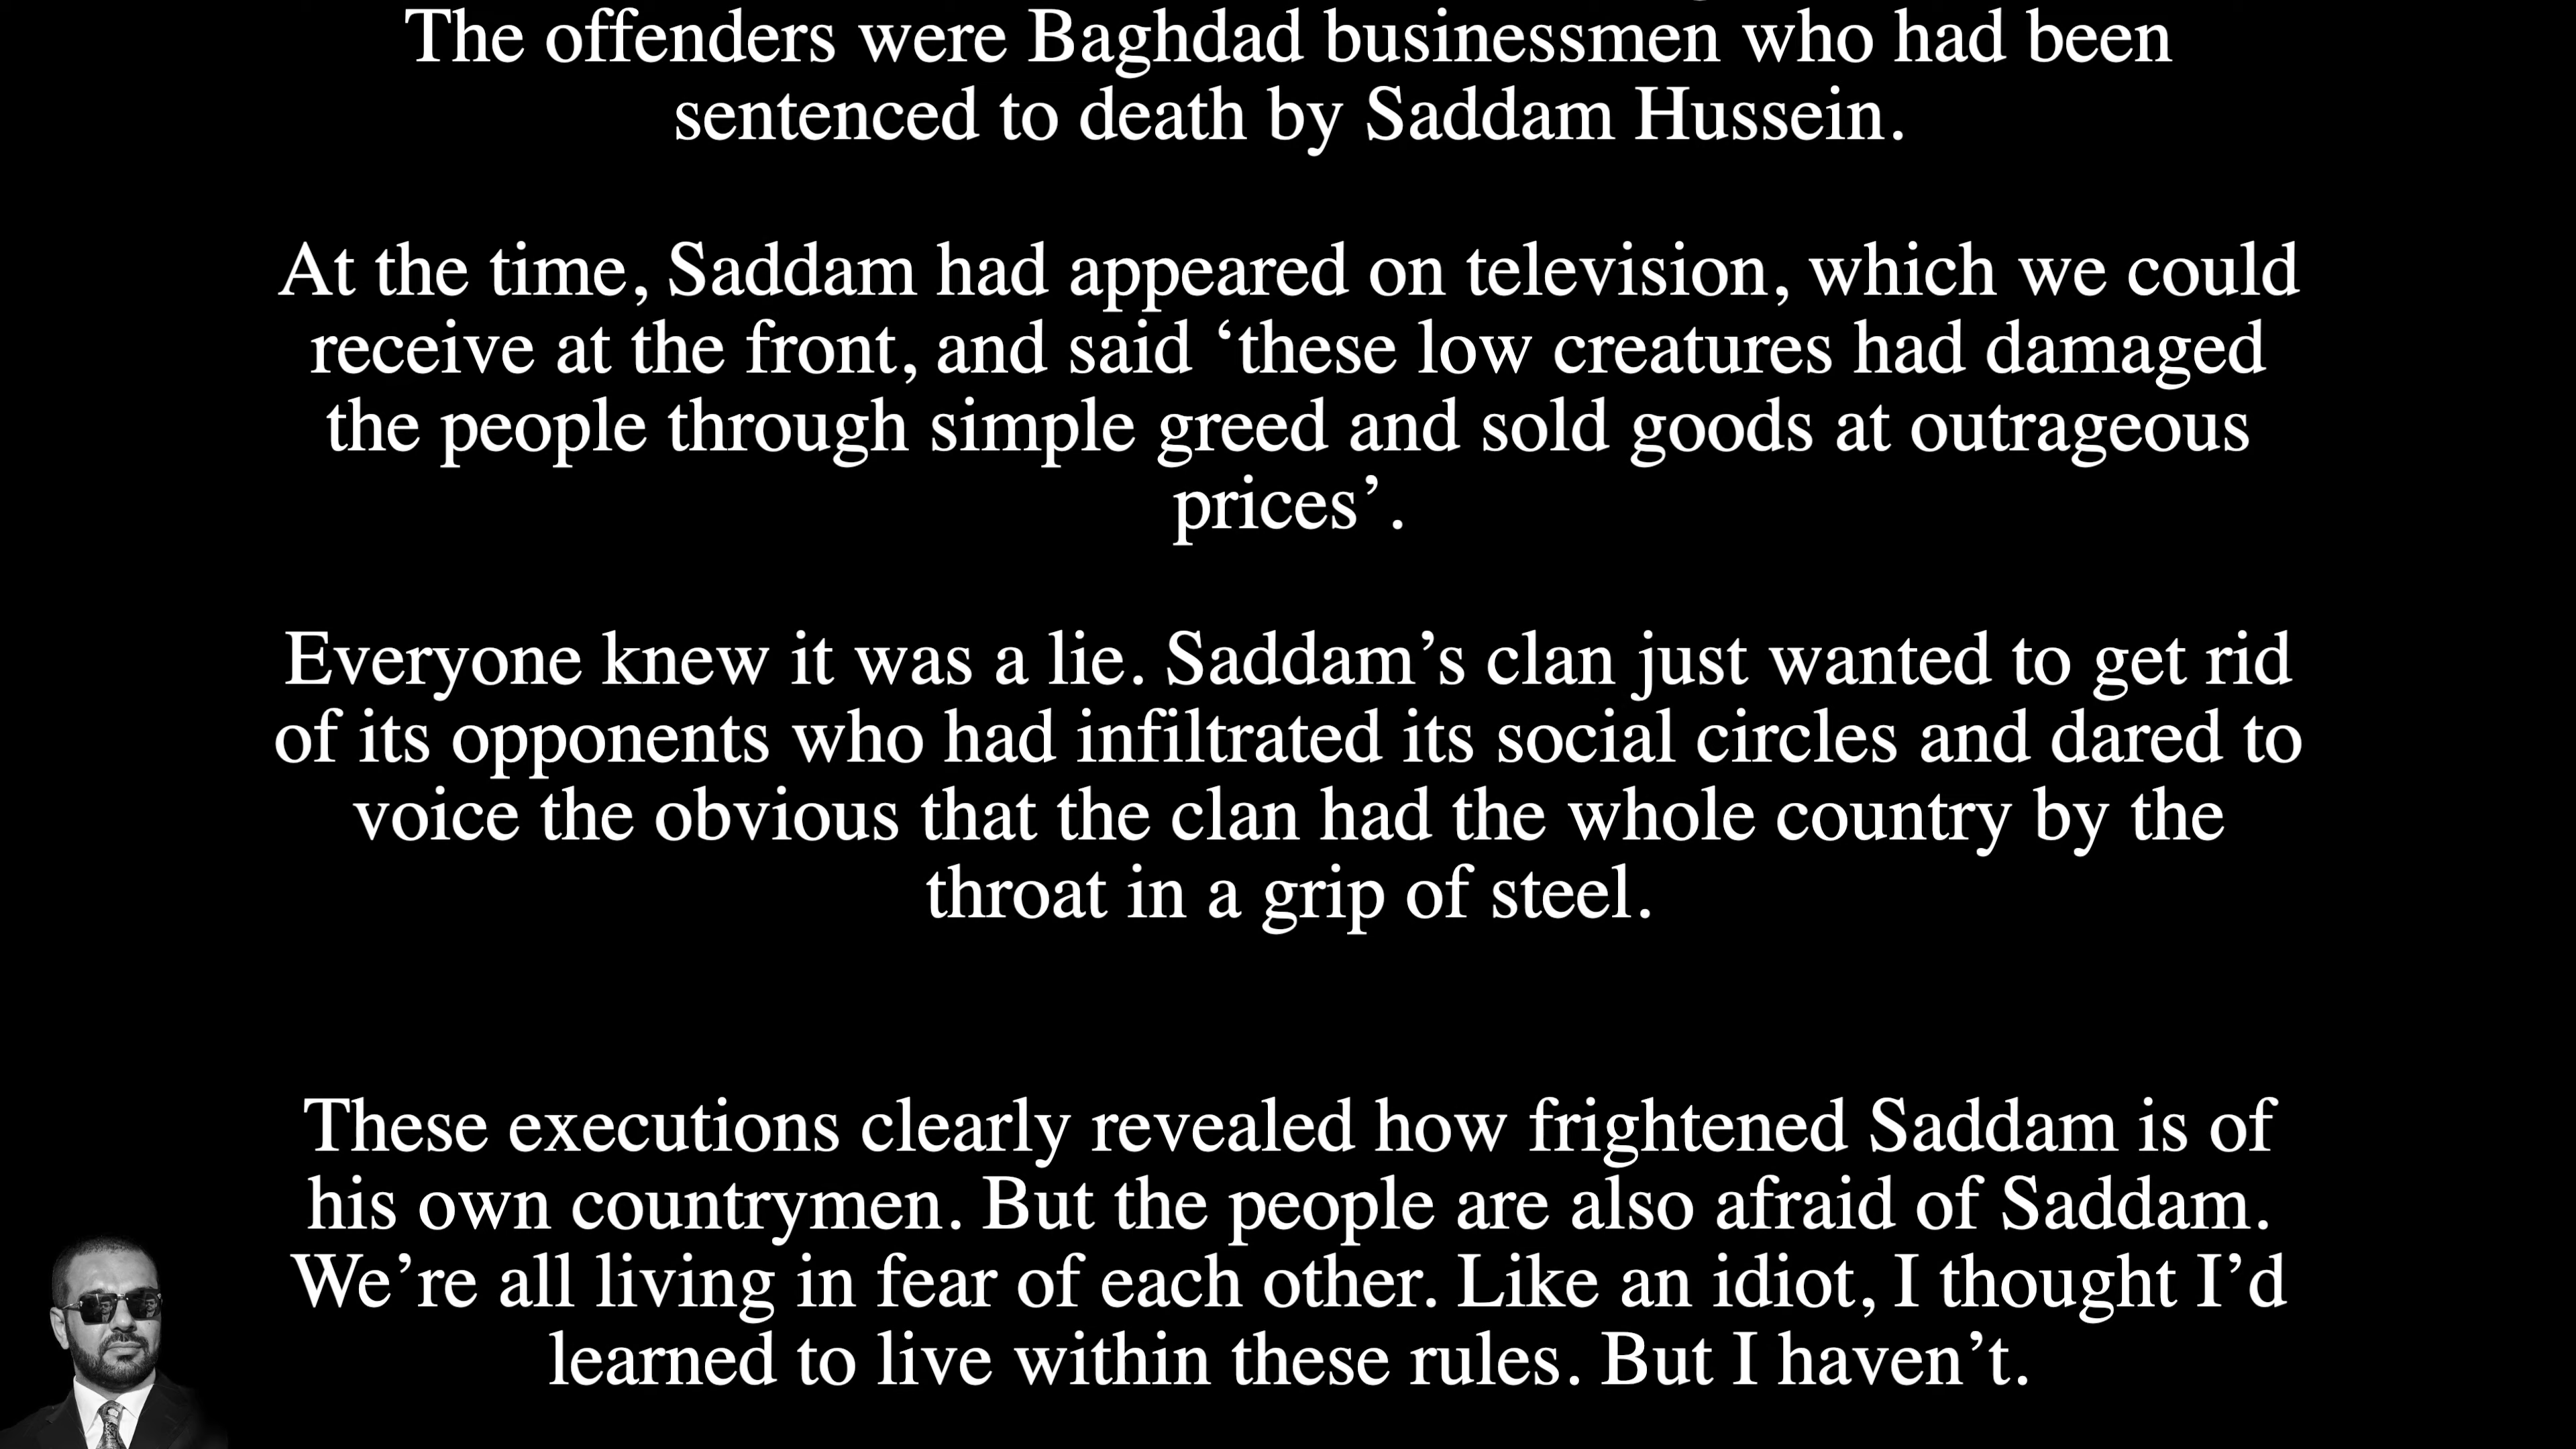 The offenders were Baghdad businessmen who had been
sentenced to death by Saddam Hussein.
At the time, Saddam had appeared on television, which we could
receive at the front, and said ‘these low creatures had damaged
the people through simple greed and sold goods at outrageous
prices’.
Everyone knew it was a lie. Saddam’s clan just wanted to get rid
of its opponents who had infiltrated its social circles and dared to
voice the obvious that the clan had the whole country by the
throat in a grip of steel.
These executions clearly revealed how frightened Saddam is of
his own countrymen. But the people are also afraid of Saddam.
We’re all living in fear of each other. Like an idiot, I thought I’d
learned to live within these rules. But I haven’t.